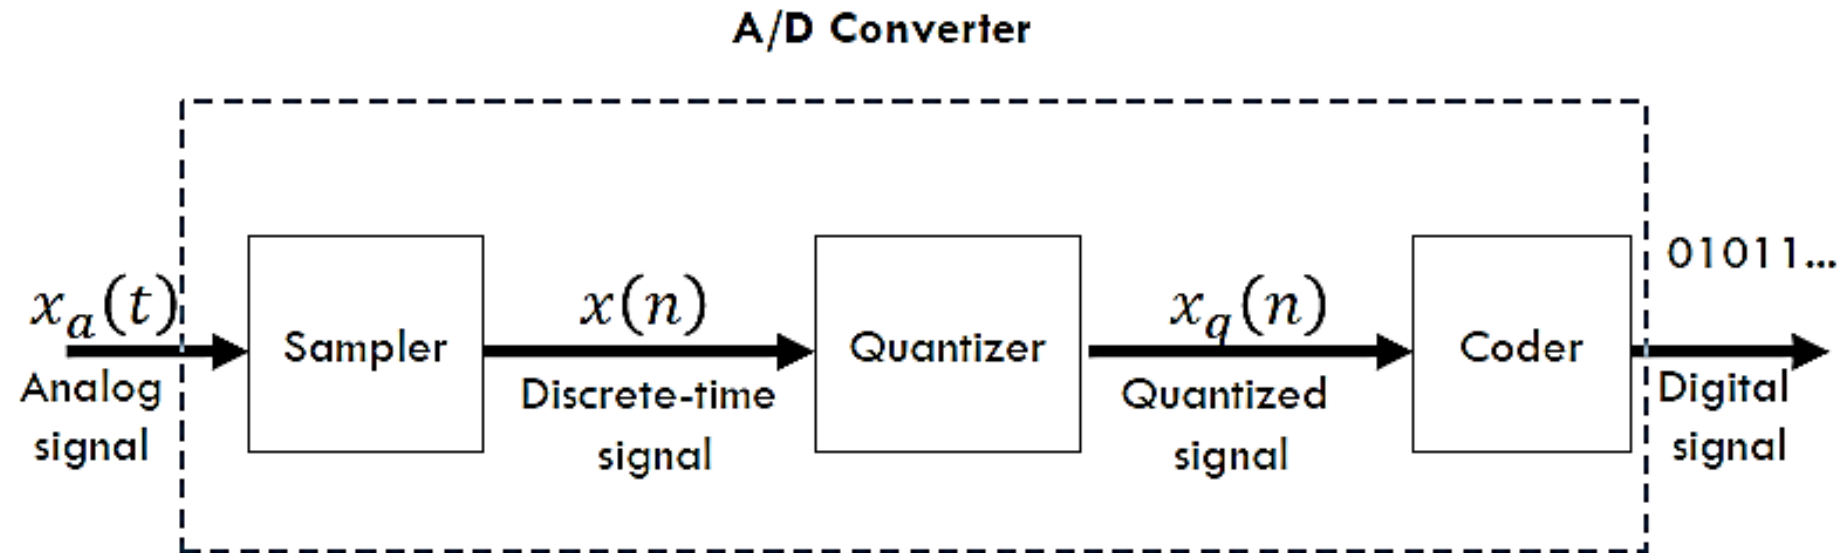 A/D Converter
01011...
x_a(t)
x(n)
x_q(n)
Sampler
Quantizer
Coder
Analog
signal
Discrete-time
signal
Quantized
signal
Digital
signal